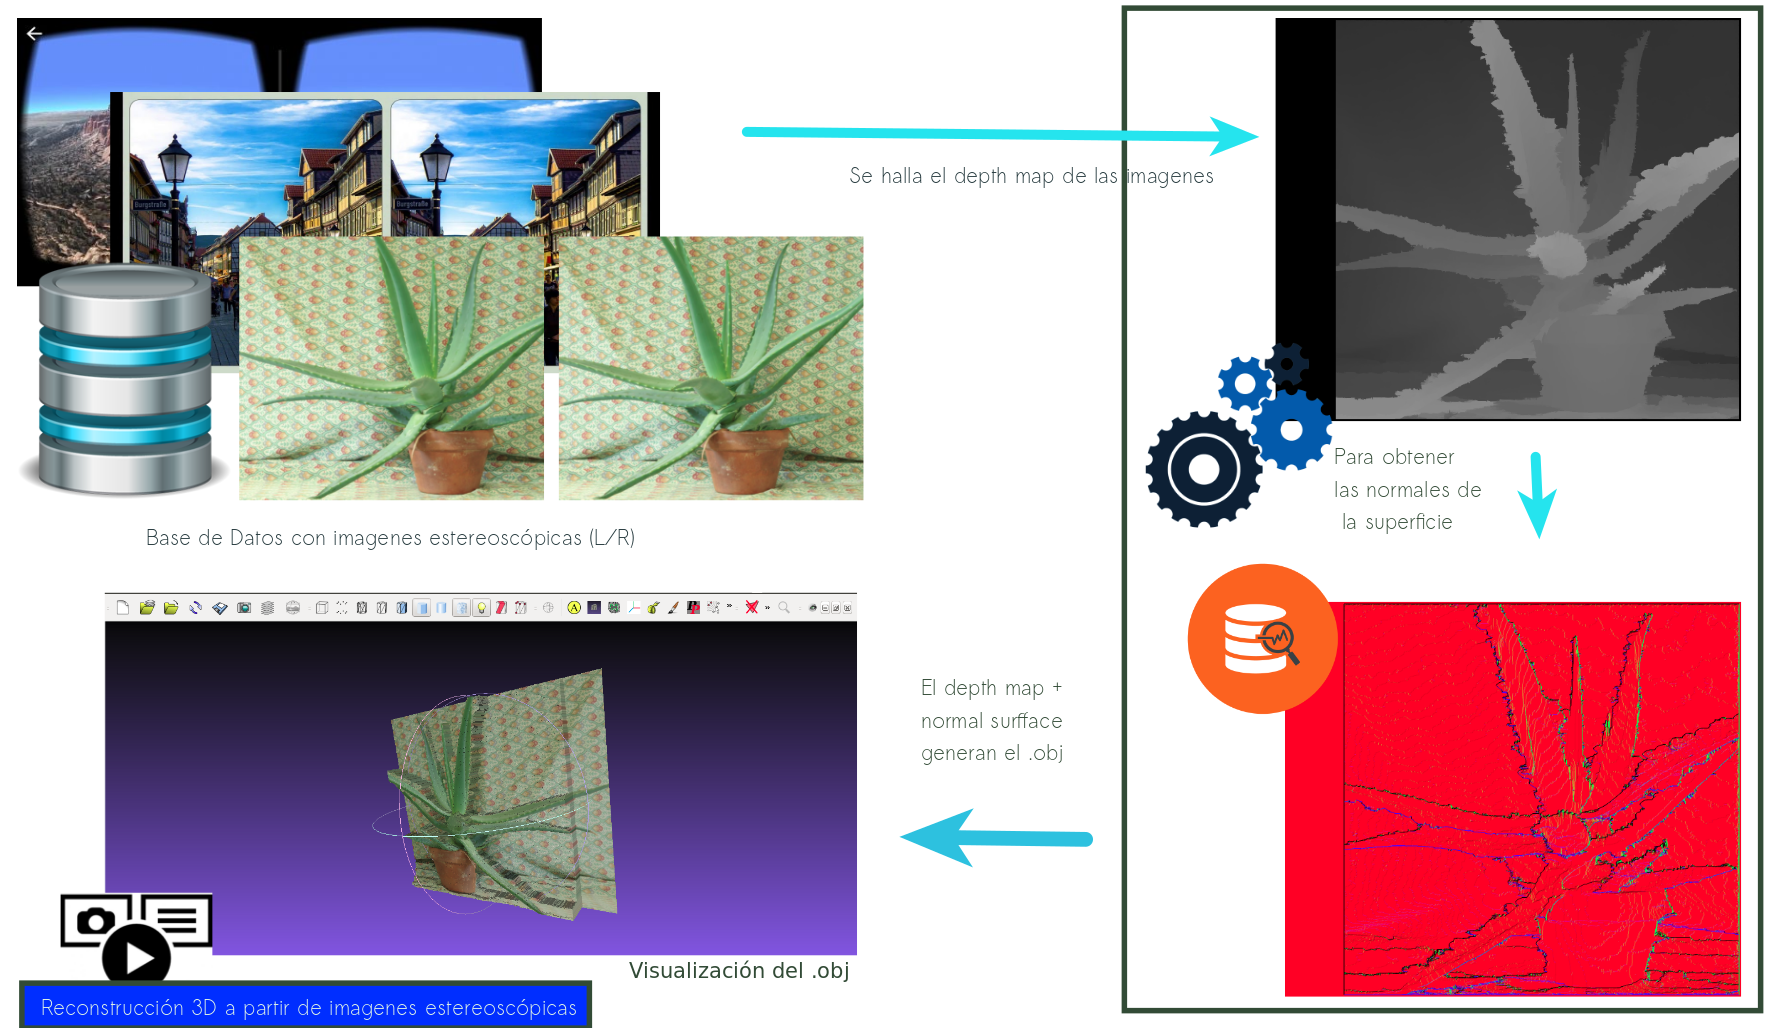 Burgstraße
Burgstraße
Se halla el depth map de las imagenes
Base de Datos con imagenes estereoscópicas (L/R)
Para obtener
las normales de
la superficie
El depth map +
normal surfface
generan el .obj
A
Visualización del .obj
Reconstrucción 3D a partir de imagenes estereoscópicas